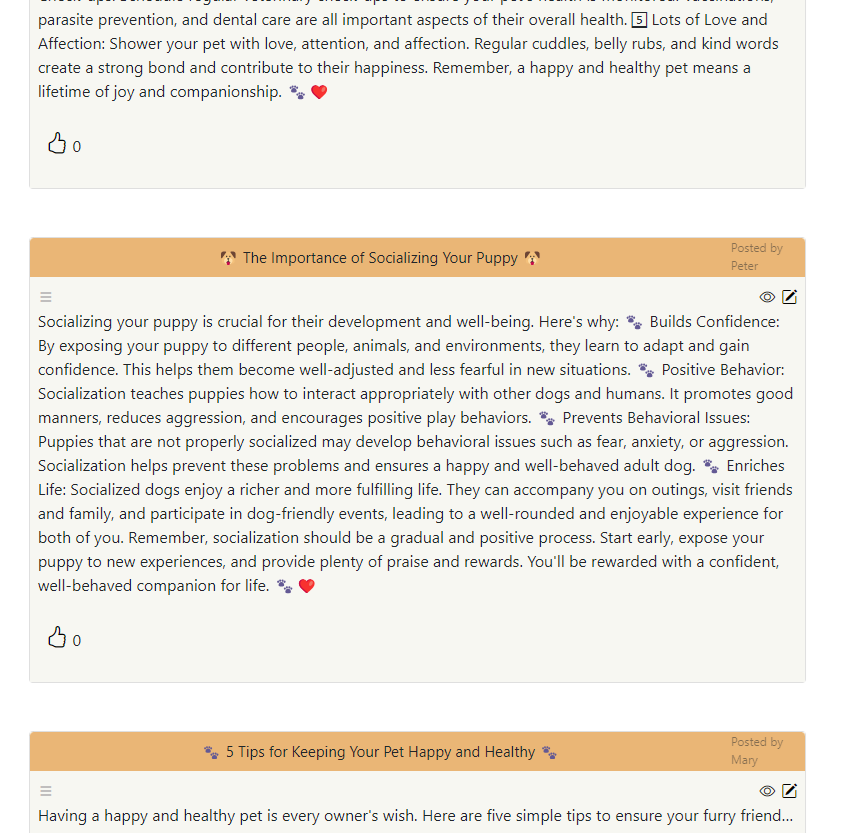 parasite prevention, and dental care are all important aspects of their overall health. 5️⃣ Lots of Love and
Affection: Shower your pet with love, attention, and affection. Regular cuddles, belly rubs, and kind words
create a strong bond and contribute to their happiness. Remember, a happy and healthy pet means a
lifetime of joy and companionship. 🐾 ❤️
0
🐶 The Importance of Socializing Your Puppy 🐶
Posted by
Peter
Socializing your puppy is crucial for their development and well-being. Here's why: 🐾 Builds Confidence:
By exposing your puppy to different people, animals, and environments, they learn to adapt and gain
confidence. This helps them become well-adjusted and less fearful in new situations. 🐾 Positive Behavior:
Socialization teaches puppies how to interact appropriately with other dogs and humans. It promotes good
manners, reduces aggression, and encourages positive play behaviors. 🐾 Prevents Behavioral Issues:
Puppies that are not properly socialized may develop behavioral issues such as fear, anxiety, or aggression.
Socialization helps prevent these problems and ensures a happy and well-behaved adult dog. 🐾 Enriches
Life: Socialized dogs enjoy a richer and more fulfilling life. They can accompany you on outings, visit friends
and family, and participate in dog-friendly events, leading to a well-rounded and enjoyable experience for
both of you. Remember, socialization should be a gradual and positive process. Start early, expose your
puppy to new experiences, and provide plenty of praise and rewards. You'll be rewarded with a confident,
well-behaved companion for life. 🐾 ❤️
0
🐾 5 Tips for Keeping Your Pet Happy and Healthy 🐾
Posted by
Mary
Having a happy and healthy pet is every owner's wish. Here are five simple tips to ensure your furry friend...